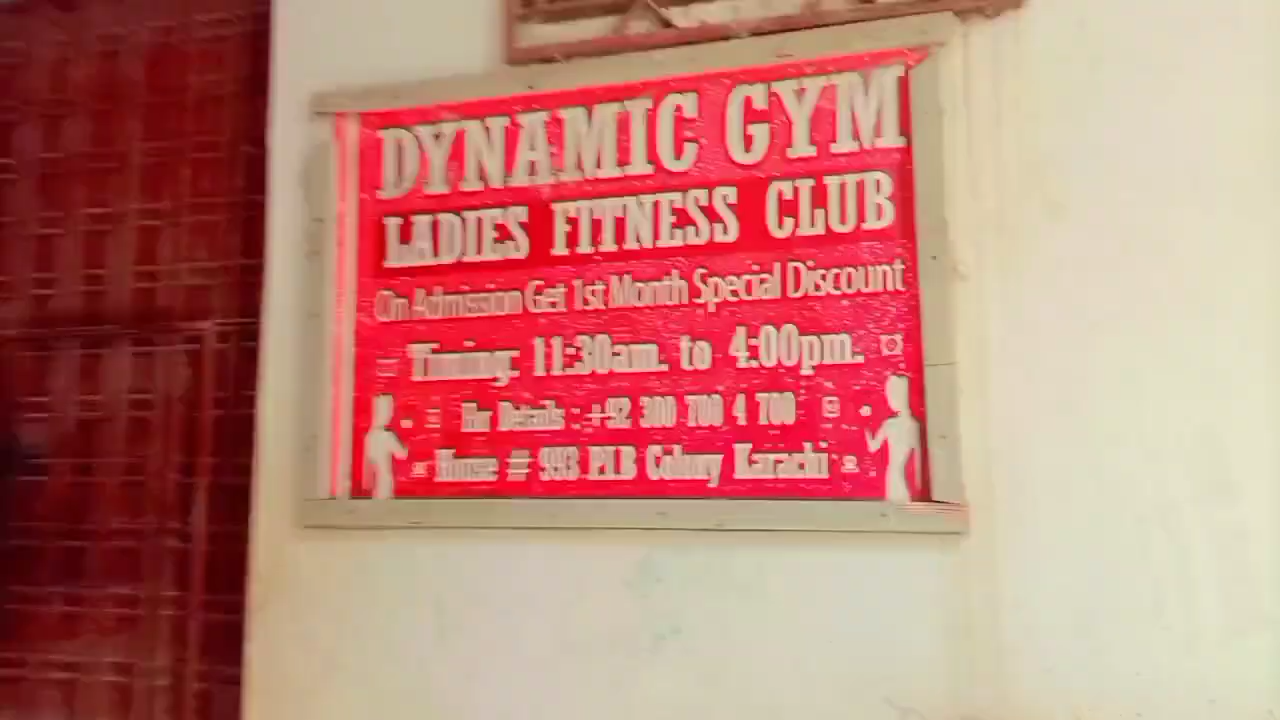 DYNAMIC GYM
LADIES FITNESS CLUB
On Admission Get 1st Month Special Discount
Timing. 11:30am. to 4:00pm.
For Details : +92 300 700 4 700
House # 993 P.I.B Colony Karachi